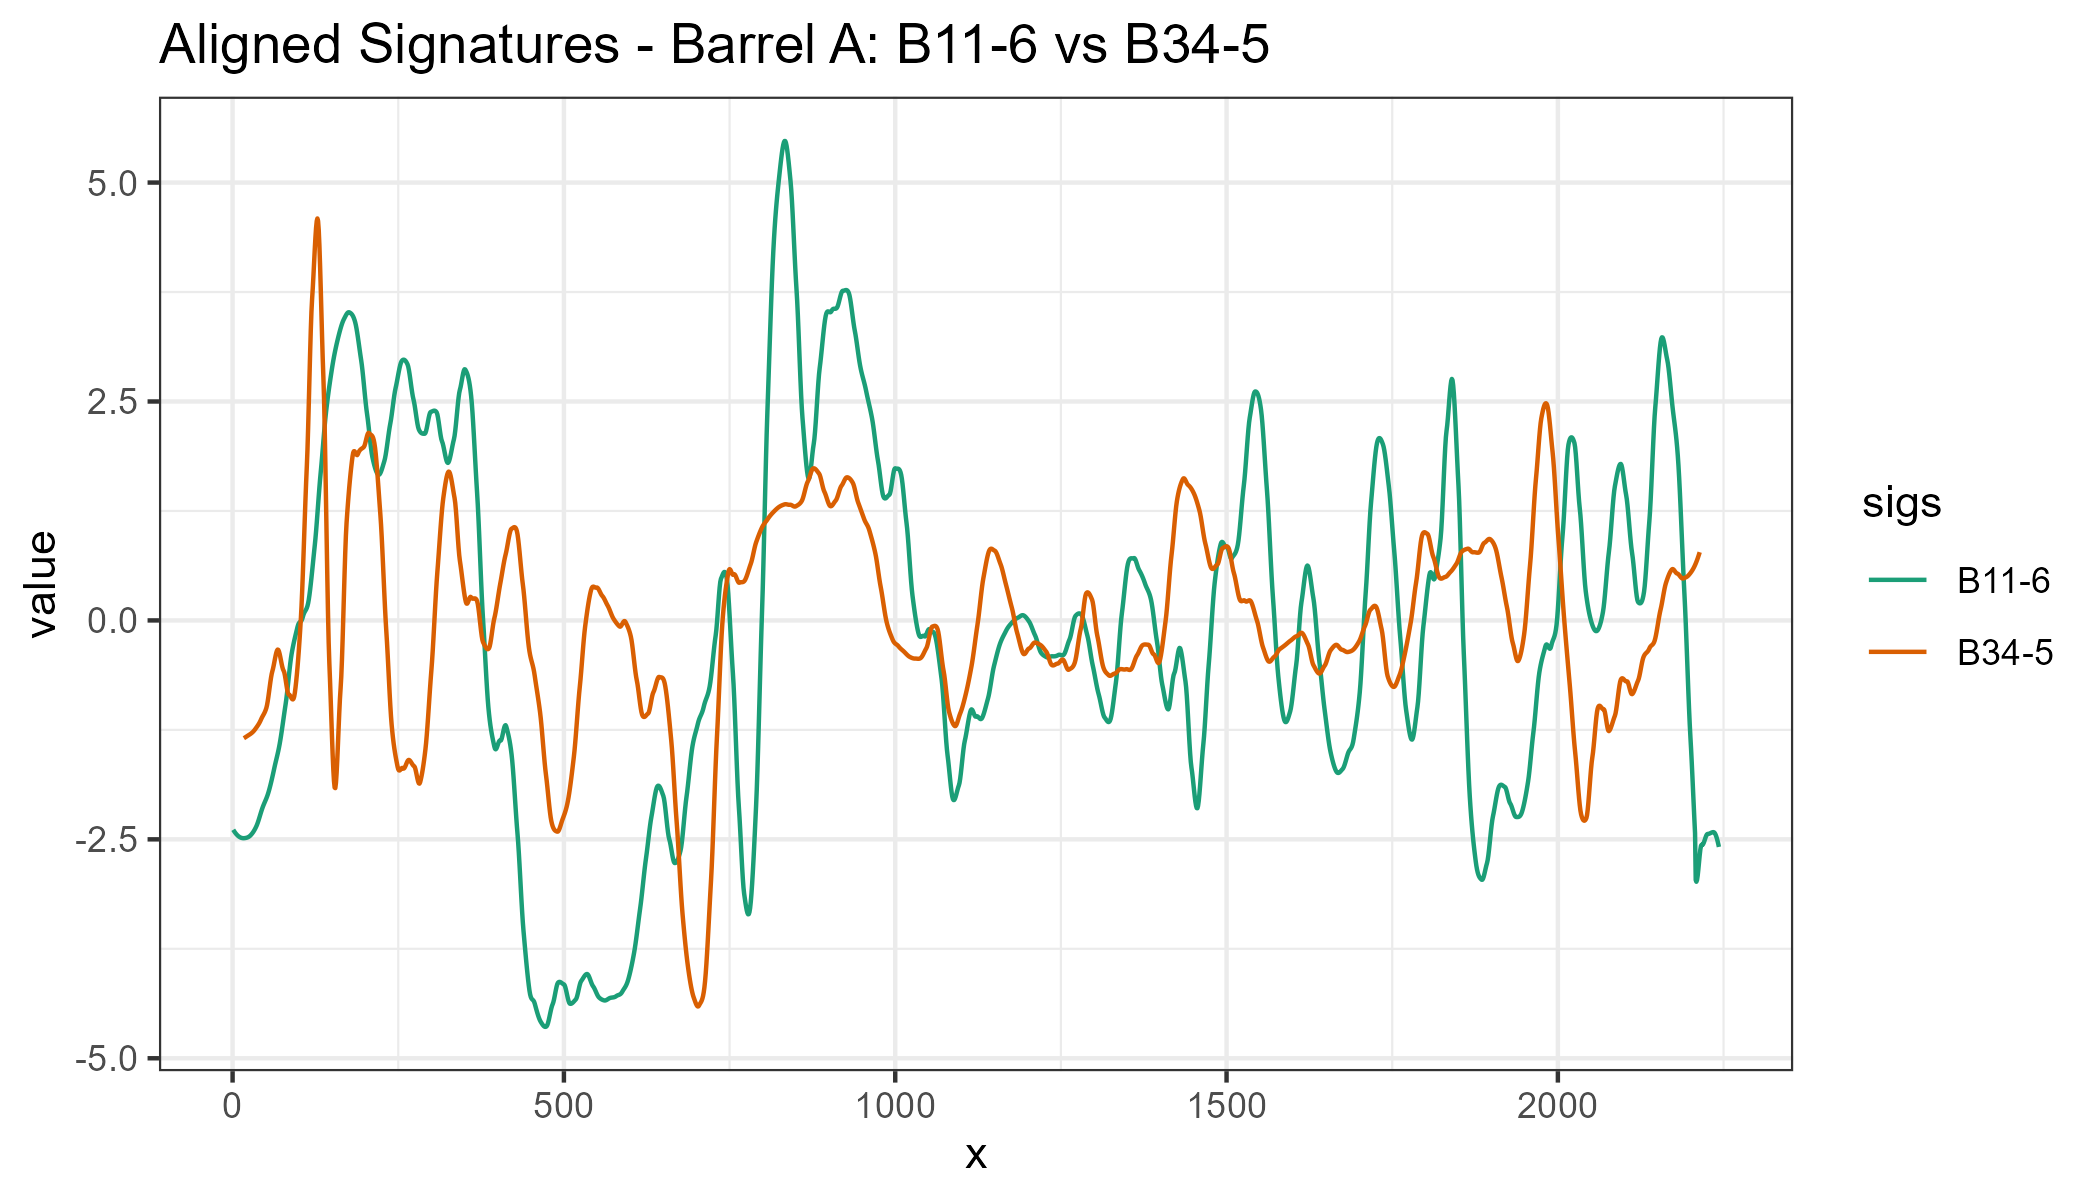 Aligned Signatures - Barrel A: B11-6 vs B34-5
value
5.0
2.5
0.0
-2.5
-5.0
0 500 1000 1500 2000
x
sigs
B11-6
B34-5